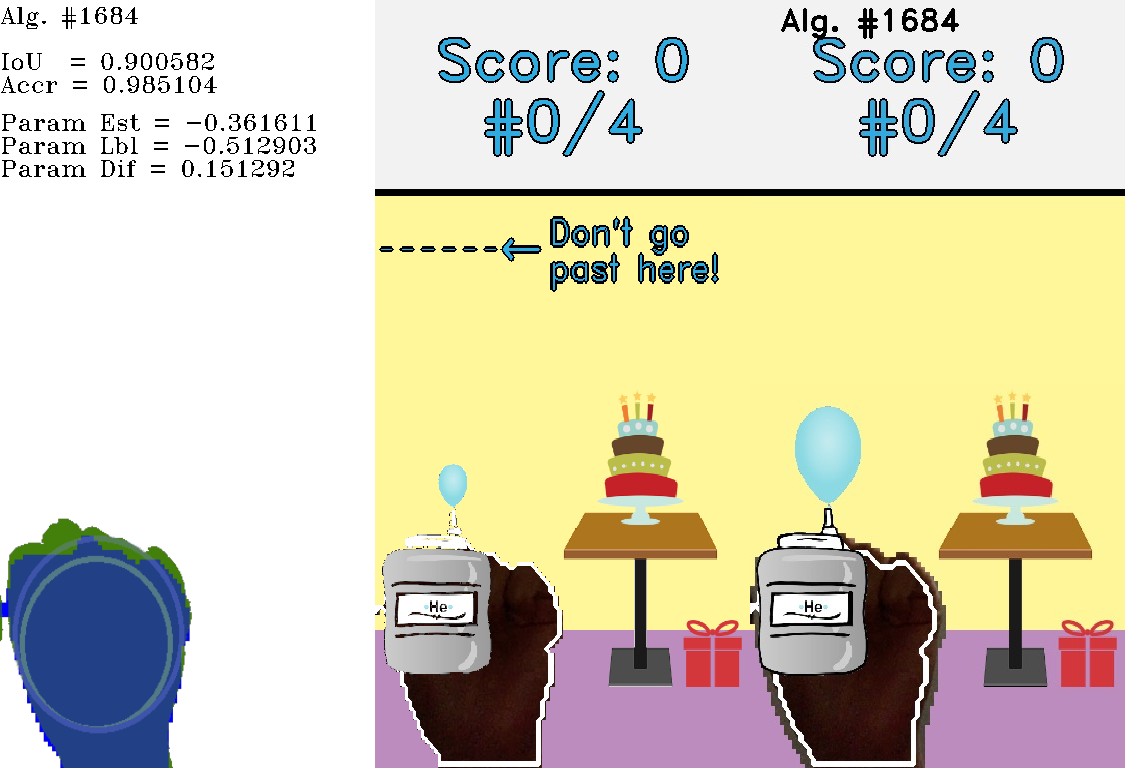 Alg. #1684
IoU = 0.900582
Accr = 0.985104
Param Est = −0.361611
Param Lbl = −0.512903
Param Dif = 0.151292
Score: 0
#0/4
Don't go
past here!
He
Alg. #1684
Score: 0
#0/4
He